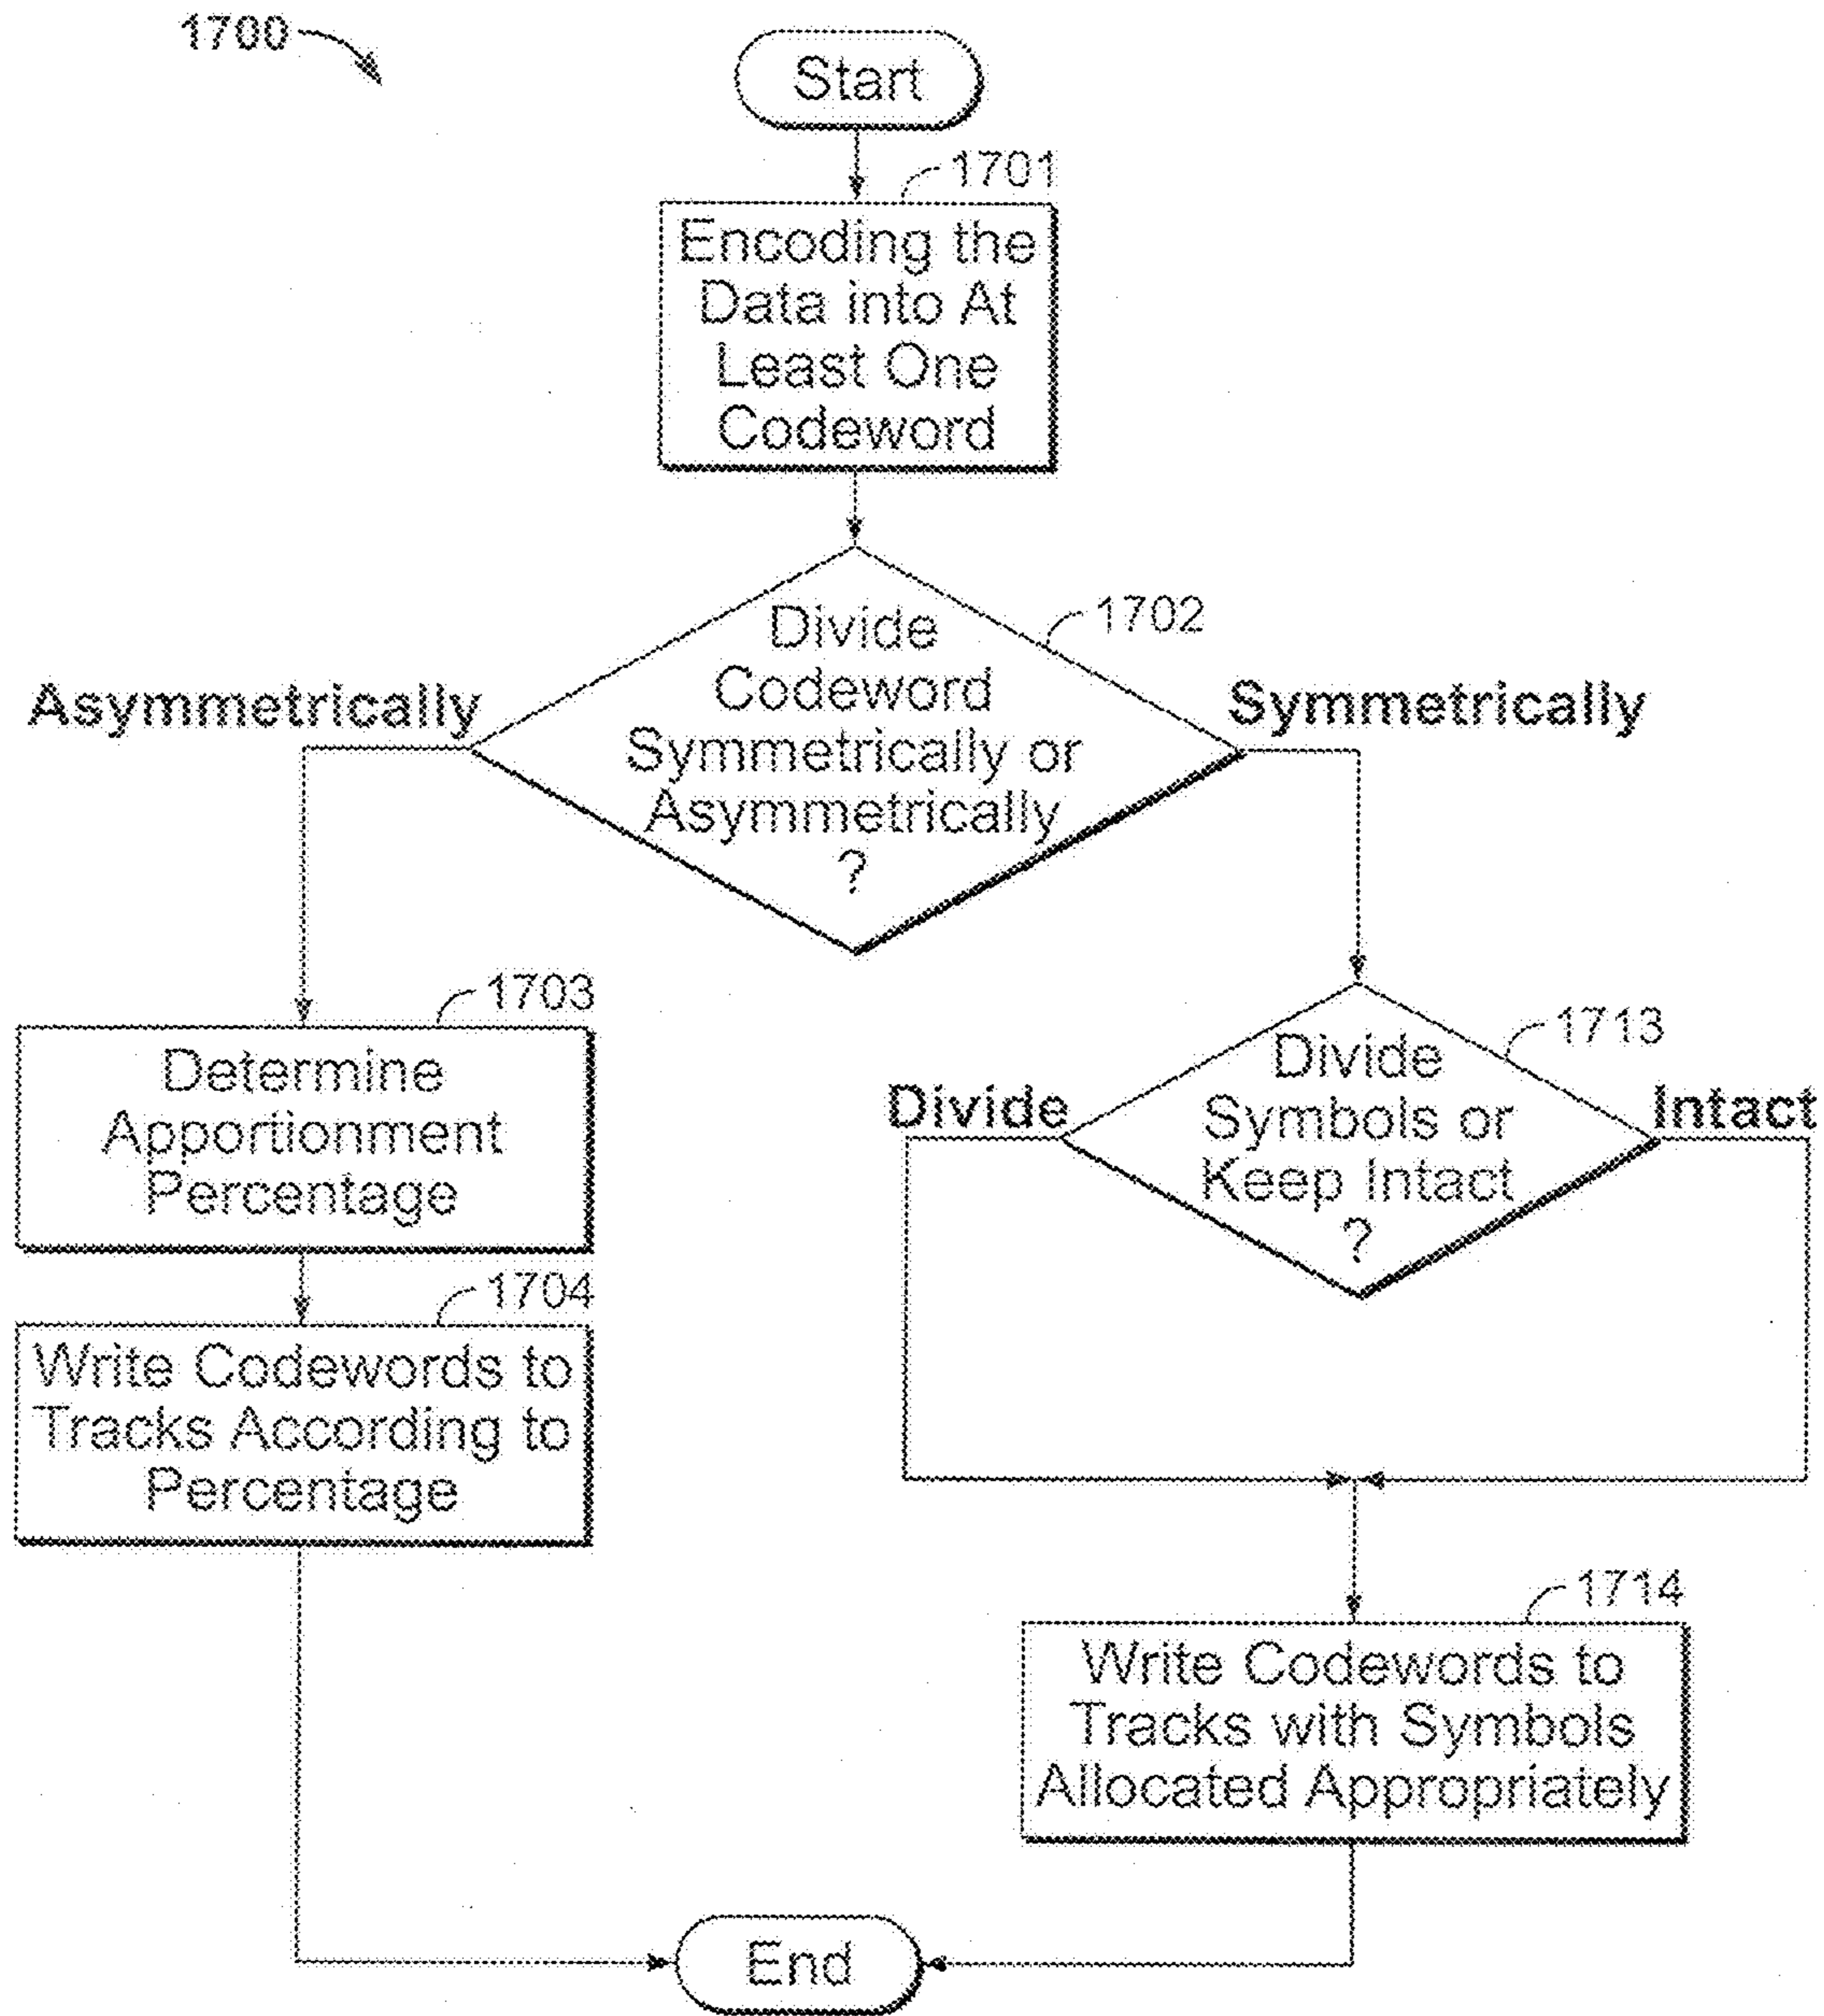 1700
Start
1701
Encoding the
Data into At
Least One
Codeword
1702
Divide
Codeword
Symmetrically or
Asymmetrically
?
Asymmetrically
Symmetrically
1703
Determine
Apportionment
Percentage
1713
Divide
Symbols or
Keep Intact
?
Divide
Intact
1704
Write Codewords to
Tracks According to
Percentage
1714
Write Codewords to
Tracks with Symbols
Allocated Appropriately
End